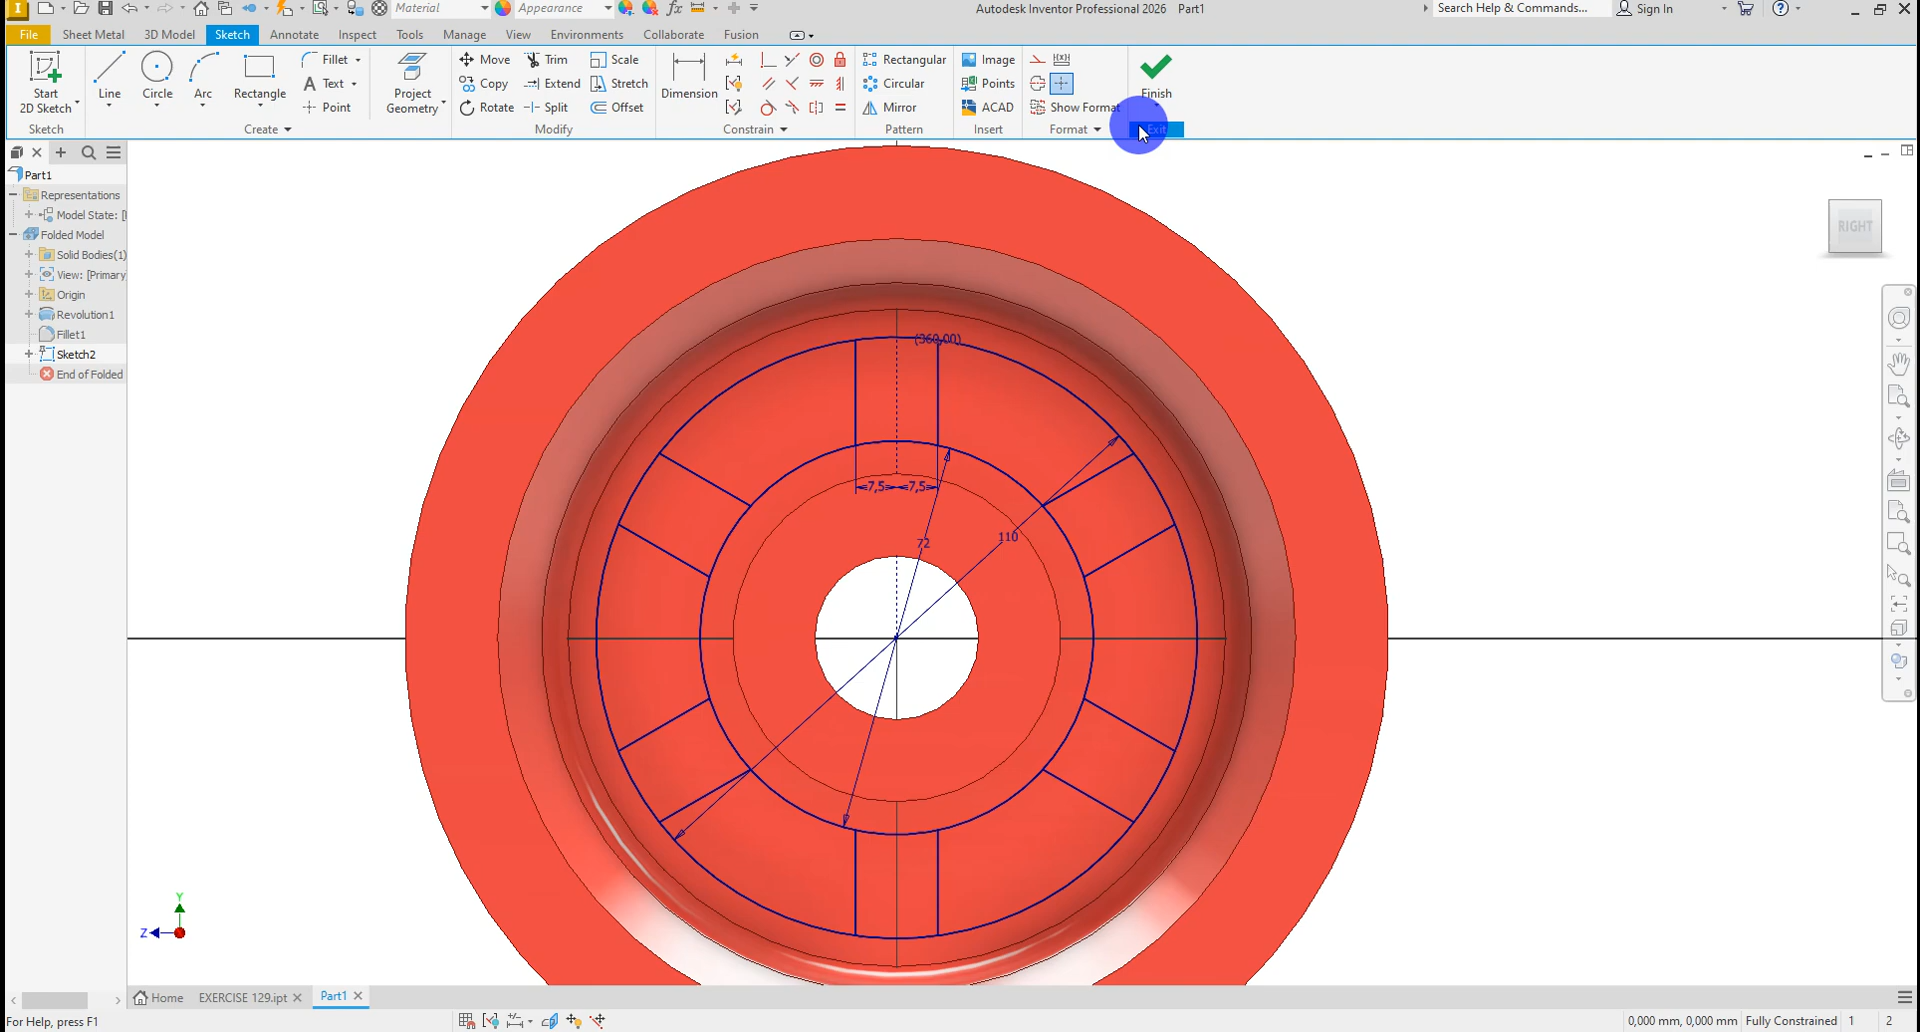 Material
Appearance
Autodesk Inventor Professional 2026 Part1
Search Help & Commands...
Sign In
File
Sheet Metal
3D Model
Sketch
Annotate
Inspect
Tools
Manage
View
Environments
Collaborate
Fusion
Start
2D Sketch
Sketch
Line
Circle
Arc
Rectangle
Fillet
Text
Point
Create
Project
Geometry
Move
Copy
Rotate
Trim
Extend
Split
Scale
Stretch
Offset
Modify
Dimension
Constrain
Rectangular
Circular
Mirror
Pattern
Image
Points
ACAD
Insert
Show Format
Format
Finish
Exit
Part1
Representations
Model State: [
Folded Model
Solid Bodies(1)
View: [Primary
Origin
Revolution1
Fillet1
Sketch2
End of Folded
RIGHT
(360,00)
7,5
7,5
72
110
Y
Z
Home
EXERCISE 129.ipt
Part1
For Help, press F1
0,000 mm, 0,000 mm
Fully Constrained
1
2